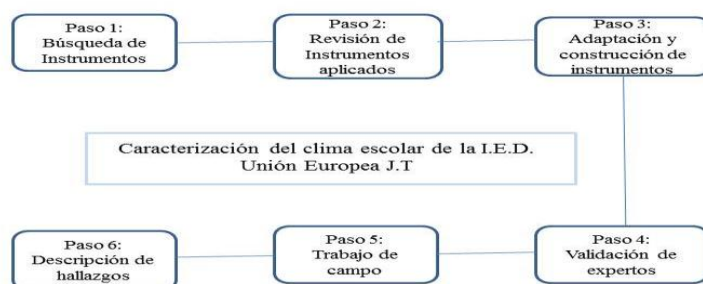 Paso 1:
Búsqueda de
Instrumentos
Paso 2:
Revisión de
Instrumentos
aplicados
Paso 3:
Adaptación y
construcción de
instrumentos
Caracterización del clima escolar de la I.E.D.
Unión Europea J.T
Paso 6:
Descripción de
hallazgos
Paso 5:
Trabajo de
campo
Paso 4:
Validación de
expertos